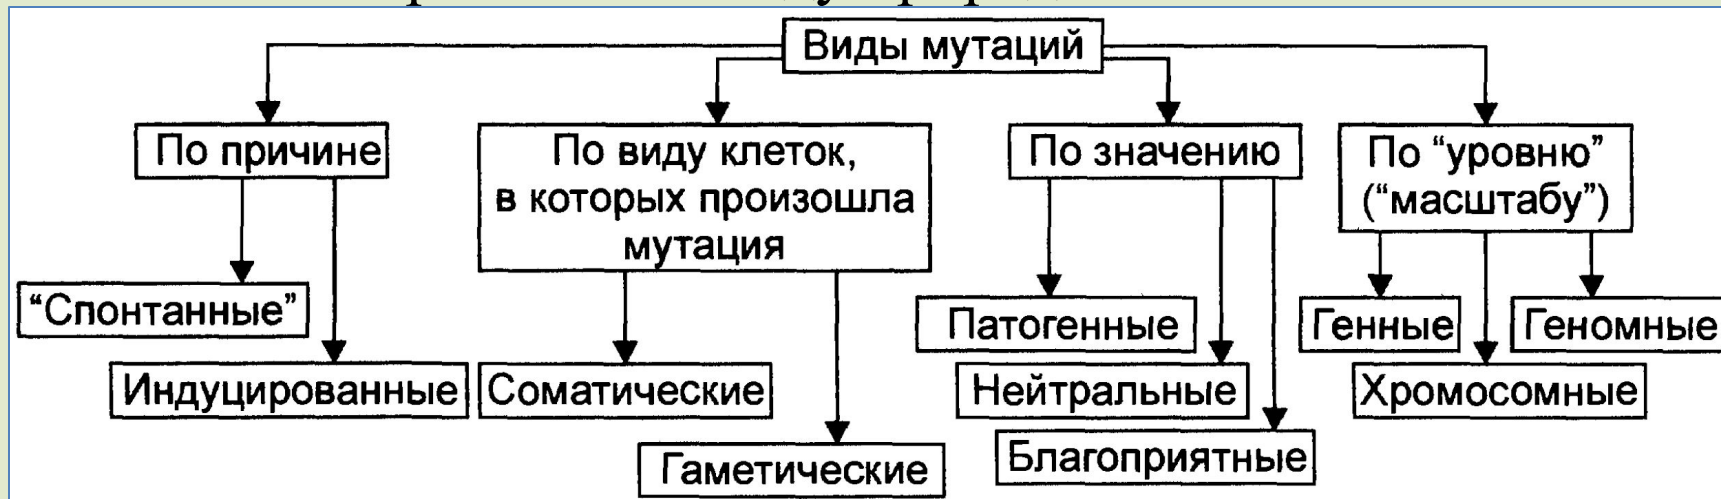 Виды мутаций
По причине
По виду клеток,
в которых произошла
мутация
По значению
По “уровню”
(“масштабу”)
“Спонтанные”
Индуцированные
Соматические
Гаметические
Патогенные
Нейтральные
Благоприятные
Генные
Хромосомные
Геномные